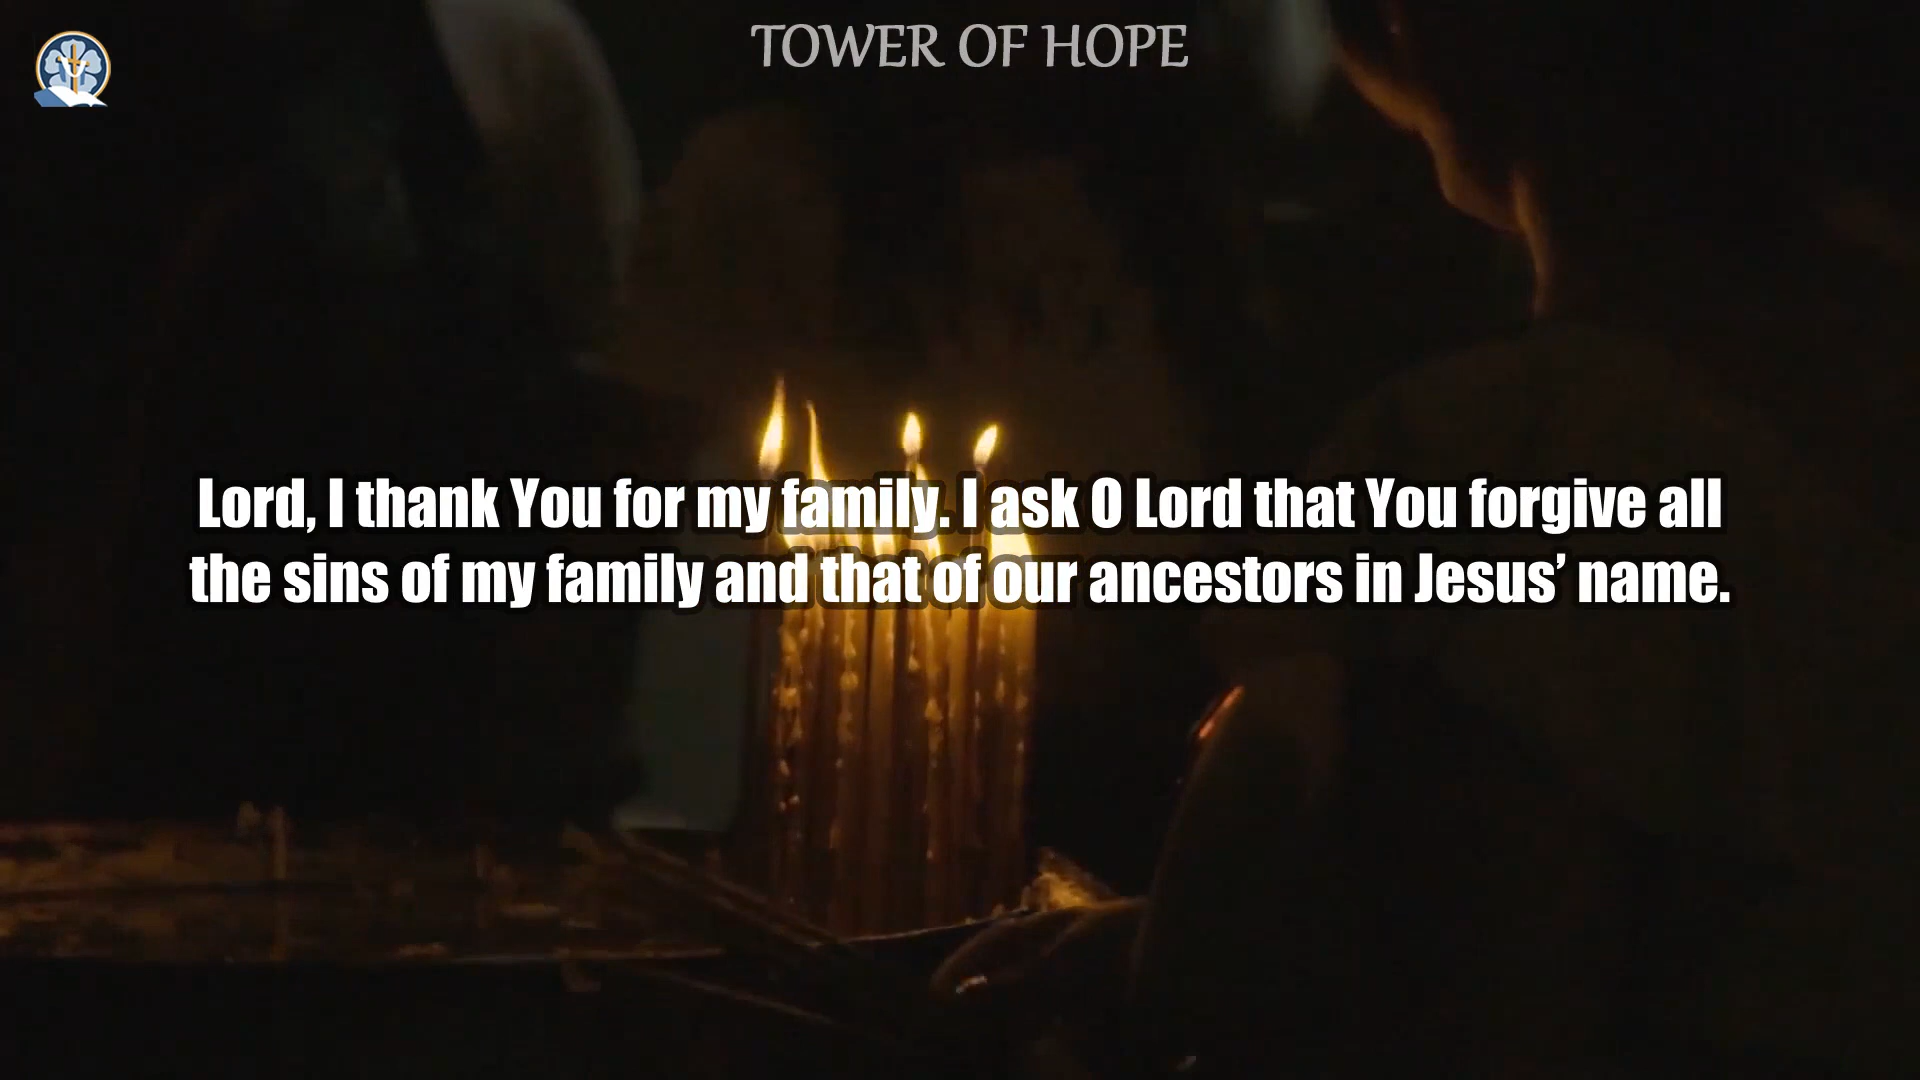 TOWER OF HOPE
Lord, I thank You for my family. I ask O Lord that You forgive all
the sins of my family and that of our ancestors in Jesus’ name.